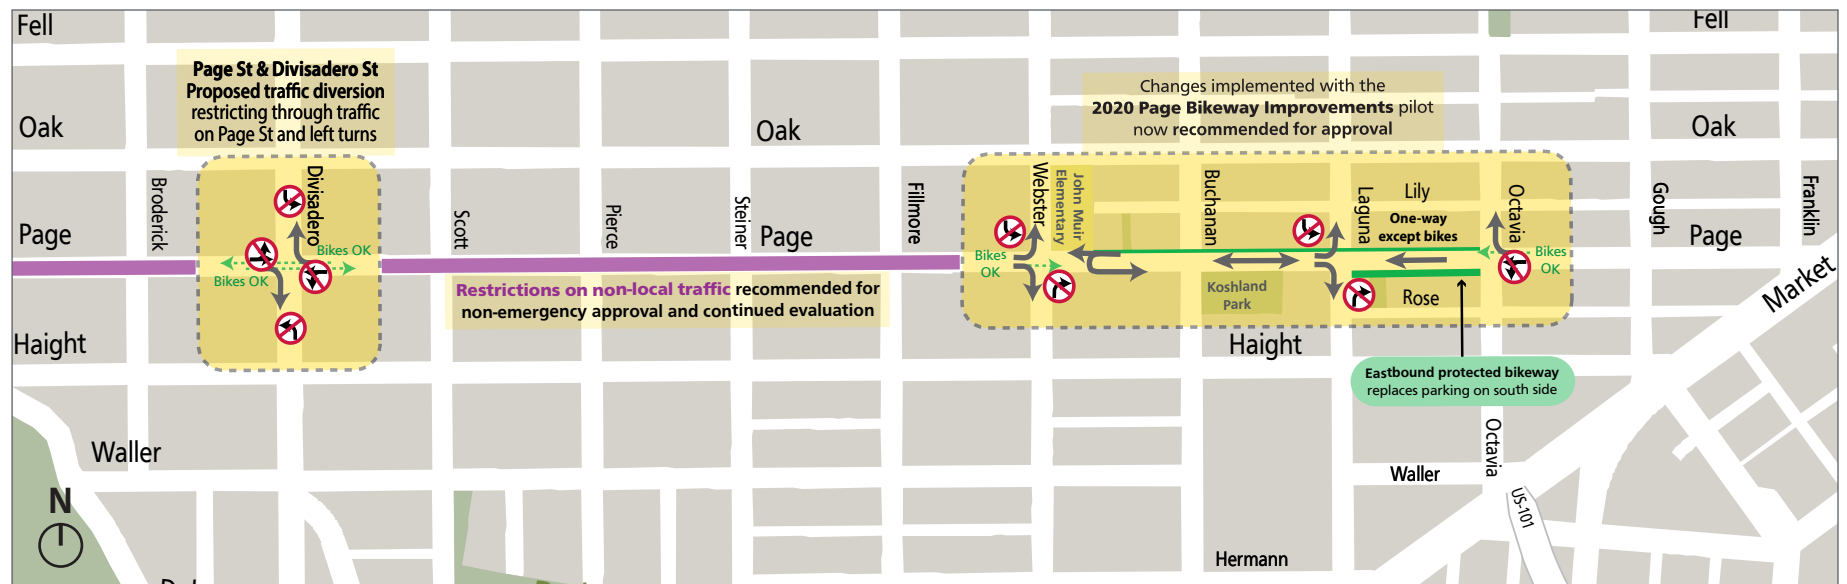 Fell
Fell
Page St & Divisadero St
Proposed traffic diversion
restricting through traffic
on Page St and left turns
Changes implemented with the
2020 Page Bikeway Improvements pilot
now recommended for approval
Oak
Oak
Oak
Broderick
Divisadero
Scott
Pierce
Steiner
Fillmore
Webster
John Muir
Elementary
Buchanan
Laguna
Lily
Octavia
Gough
Franklin
Page
Page
Page
One-way
except bikes
Bikes OK
Bikes OK
Bikes
OK
Bikes
OK
Restrictions on non-local traffic recommended for
non-emergency approval and continued evaluation
Koshland
Park
Rose
Market
Haight
Haight
Eastbound protected bikeway
replaces parking on south side
Waller
Waller
Octavia
US-101
N
Hermann